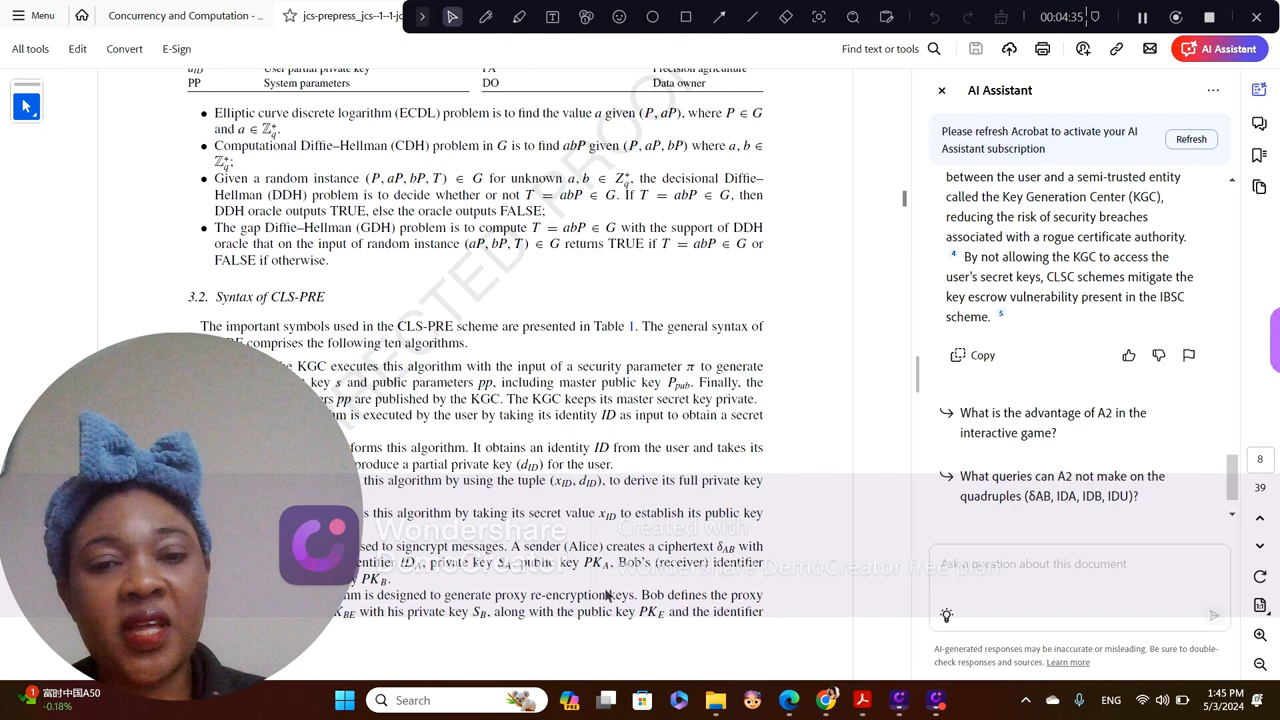 Menu
Concurrency and Computation -
jcs-prepress_jcs--1--1-jc
00:04:35
All tools Edit Convert E-Sign
Find text or tools
AI Assistant
User partial private key
Precision agriculture
PP System parameters DO Data owner
• Elliptic curve discrete logarithm (ECDL) problem is to find the value a given (P, aP), where P ∈ G
and a ∈ ℤ*q.
• Computational Diffie–Hellman (CDH) problem in G is to find abP given (P, aP, bP) where a, b ∈
ℤ*q;
• Given a random instance (P, aP, bP, T) ∈ G for unknown a, b ∈ Z*q, the decisional Diffie–
Hellman (DDH) problem is to decide whether or not T = abP ∈ G. If T = abP ∈ G, then
DDH oracle outputs TRUE, else the oracle outputs FALSE;
• The gap Diffie–Hellman (GDH) problem is to compute T = abP ∈ G with the support of DDH
oracle that on the input of random instance (aP, bP, T) ∈ G returns TRUE if T = abP ∈ G or
FALSE if otherwise.
3.2. Syntax of CLS-PRE
The important symbols used in the CLS-PRE scheme are presented in Table 1. The general syntax of
comprises the following ten algorithms.
KGC executes this algorithm with the input of a security parameter π to generate
key s and public parameters pp, including master public key Ppub. Finally, the
pp are published by the KGC. The KGC keeps its master secret key private.
is executed by the user by taking its identity ID as input to obtain a secret
this algorithm. It obtains an identity ID from the user and takes its
produce a partial private key (dID) for the user.
this algorithm by using the tuple (xID, dID), to derive its full private key
this algorithm by taking its secret value xID to establish its public key
to signcrypt messages. A sender (Alice) creates a ciphertext δAB with
IDA, private key SA, public key PKA, Bob's (receiver) identifier
PKB.
is designed to generate proxy re-encryption keys. Bob defines the proxy
with his private key SB, along with the public key PKE and the identifier
Wondershare
DemoCreator
Created with
Wondershare DemoCreator free plan
AI Assistant
Please refresh Acrobat to activate your AI
Assistant subscription
Refresh
between the user and a semi-trusted entity
called the Key Generation Center (KGC),
reducing the risk of security breaches
associated with a rogue certificate authority.
4 By not allowing the KGC to access the
user's secret keys, CLSC schemes mitigate the
key escrow vulnerability present in the IBSC
scheme. 5
Copy
What is the advantage of A2 in the
interactive game?
What queries can A2 not make on the
quadruples (δAB, IDA, IDB, IDU)?
Ask a question about this document
AI-generated responses may be inaccurate or misleading. Be sure to double-
check responses and sources. Learn more
8
39
1
富时中国A50
-0.18%
Search
PRE
ENG
1:45 PM
5/3/2024